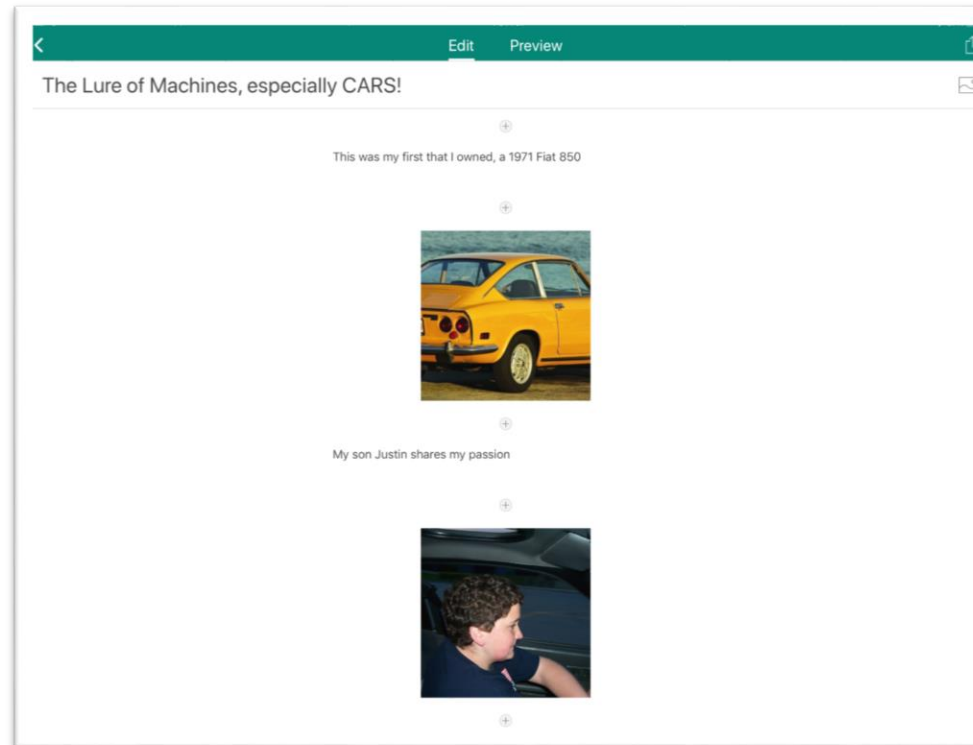 Edit Preview
The Lure of Machines, especially CARS!
This was my first that I owned, a 1971 Fiat 850
My son Justin shares my passion